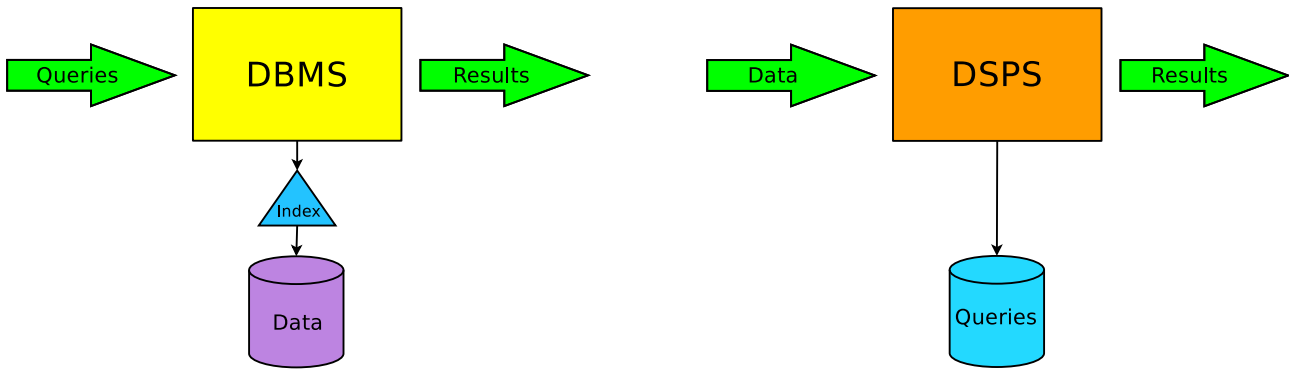 Queries
DBMS
Results
Index
Data
Data
DSPS
Results
Queries